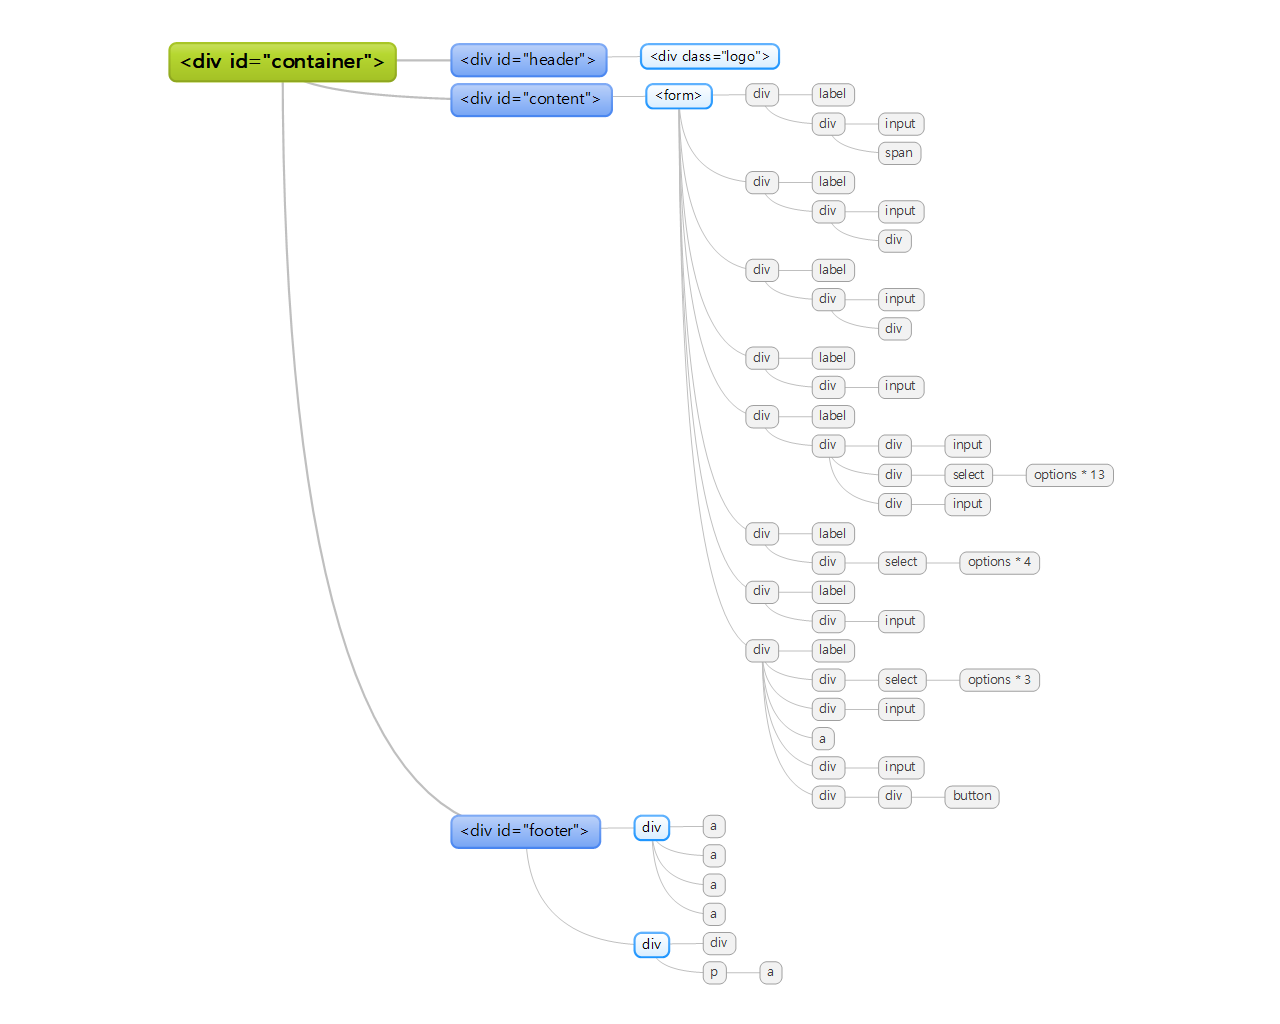 <div id="container">
<div id="header">
<div class="logo">
<div id="content">
<form>
div
label
div
input
span
div
label
div
input
div
div
label
div
input
div
div
label
div
input
div
label
div
div
input
div
select
options * 13
div
input
div
label
div
select
options * 4
div
label
div
input
div
label
div
select
options * 3
div
input
a
div
input
div
div
button
<div id="footer">
div
a
a
a
a
div
div
p
a